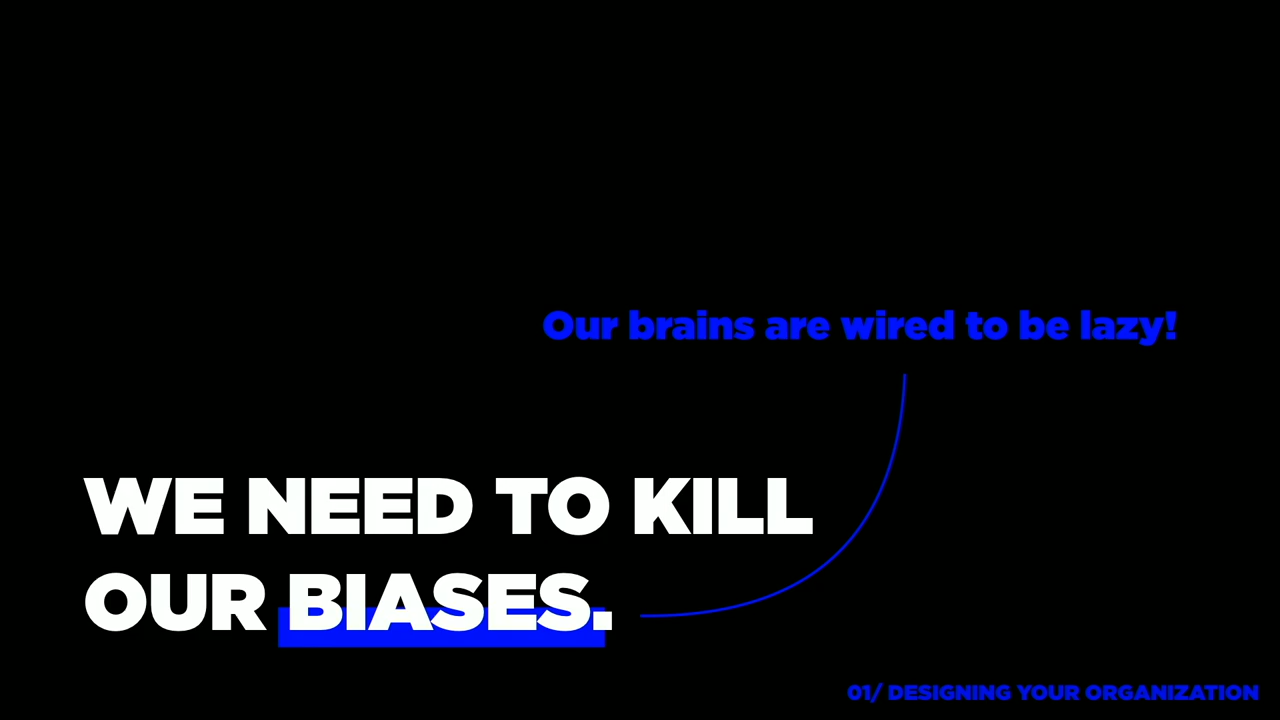 Our brains are wired to be lazy!
WE NEED TO KILL
OUR BIASES.
01/ DESIGNING YOUR ORGANIZATION